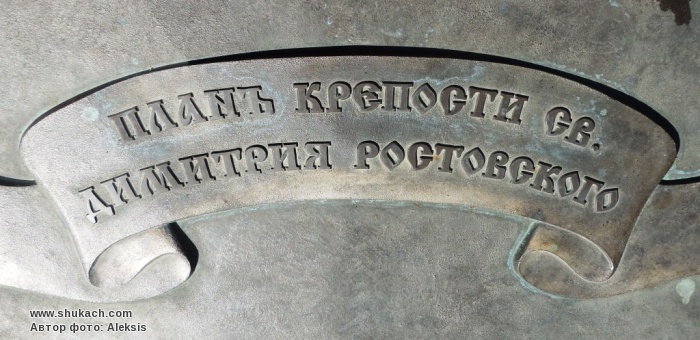 ПЛАНЪ КРЕПОСТИ СВ.
ДИМИТРИЯ РОСТОВСКОГО
www.shukach.com
Автор фото: Aleksis